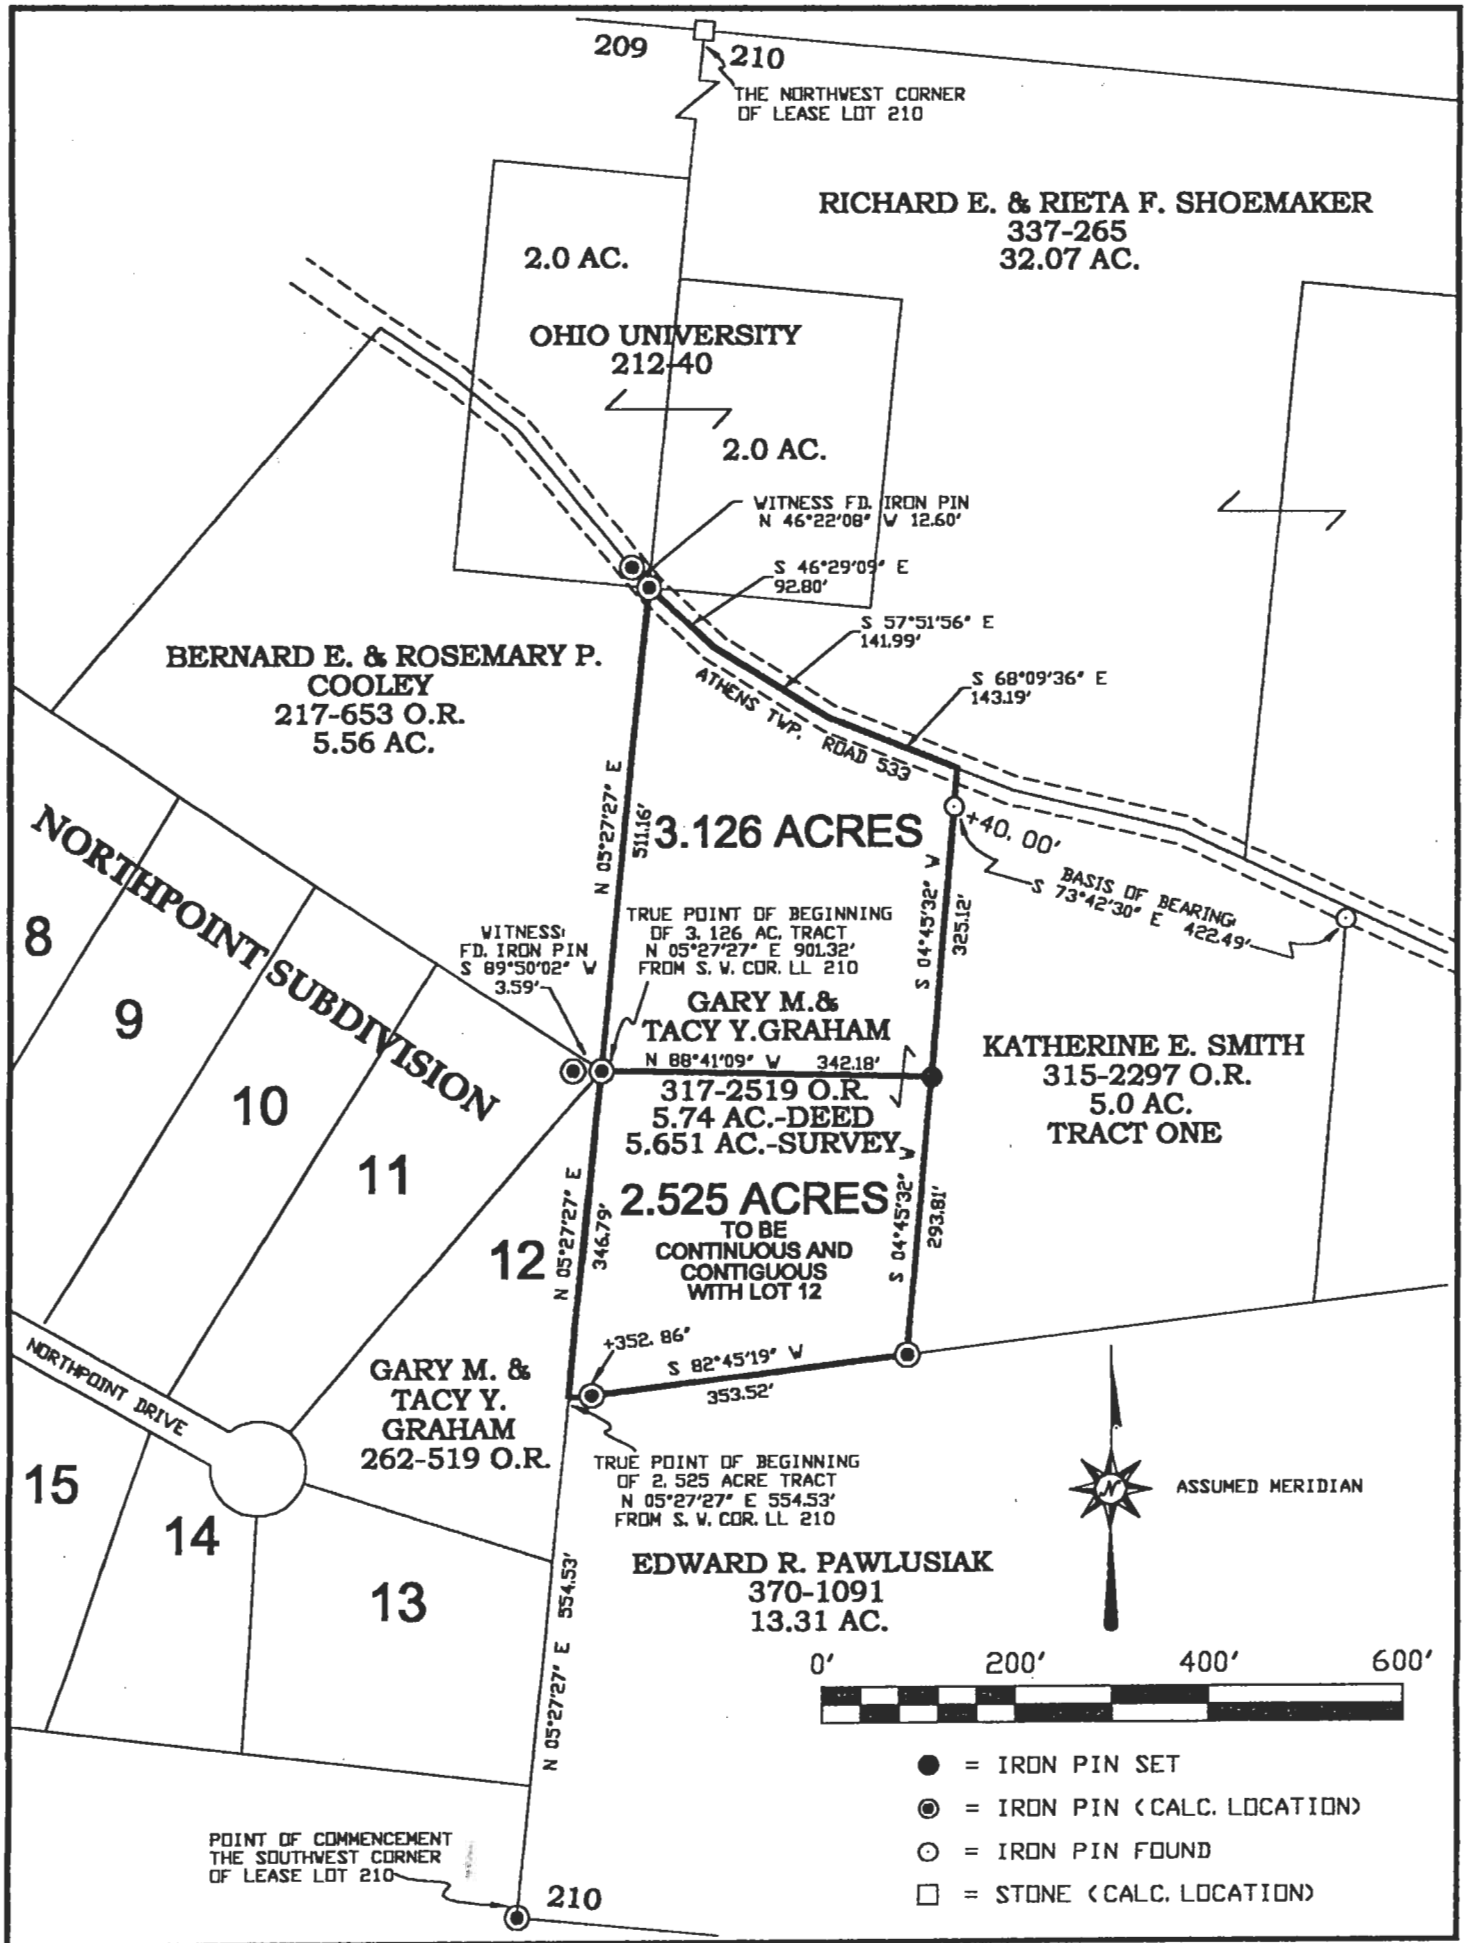 209
210
THE NORTHWEST CORNER
OF LEASE LOT 210
RICHARD E. & RIETA F. SHOEMAKER
337-265
32.07 AC.
2.0 AC.
OHIO UNIVERSITY
212-40
2.0 AC.
WITNESS FD. IRON PIN
N 46°22'08" W 12.60'
S 46°29'09" E
92.80'
S 57°51'56" E
141.99'
S 68°09'36" E
143.19'
BERNARD E. & ROSEMARY P.
COOLEY
217-653 O.R.
5.56 AC.
ATHENS TWP. ROAD 533
N 05°27'27" E
511.16'
3.126 ACRES
+40.00'
BASIS OF BEARING:
S 73°42'30" E 422.49'
S 04°45'32" W
325.12'
NORTHPOINT SUBDIVISION
8
9
10
11
12
WITNESS:
FD. IRON PIN
S 89°50'02" W
3.59'
TRUE POINT OF BEGINNING
OF 3.126 AC. TRACT
N 05°27'27" E 901.32'
FROM S. W. COR. LL 210
GARY M.&
TACY Y.GRAHAM
N 88°41'09" W 342.18'
317-2519 O.R.
5.74 AC.-DEED
5.651 AC.-SURVEY
KATHERINE E. SMITH
315-2297 O.R.
5.0 AC.
TRACT ONE
2.525 ACRES
TO BE
CONTINUOUS AND
CONTIGUOUS
WITH LOT 12
N 05°27'27" E
346.79'
S 04°45'32" W
293.81'
+352.86'
S 82°45'19" W
353.52'
NORTHPOINT DRIVE
GARY M. &
TACY Y.
GRAHAM
262-519 O.R.
TRUE POINT OF BEGINNING
OF 2.525 ACRE TRACT
N 05°27'27" E 554.53'
FROM S. W. COR. LL 210
15
14
13
N
ASSUMED MERIDIAN
EDWARD R. PAWLUSIAK
370-1091
13.31 AC.
N 05°27'27" E 554.53'
0' 200' 400' 600'
= IRON PIN SET
= IRON PIN (CALC. LOCATION)
= IRON PIN FOUND
= STONE (CALC. LOCATION)
POINT OF COMMENCEMENT
THE SOUTHWEST CORNER
OF LEASE LOT 210
210